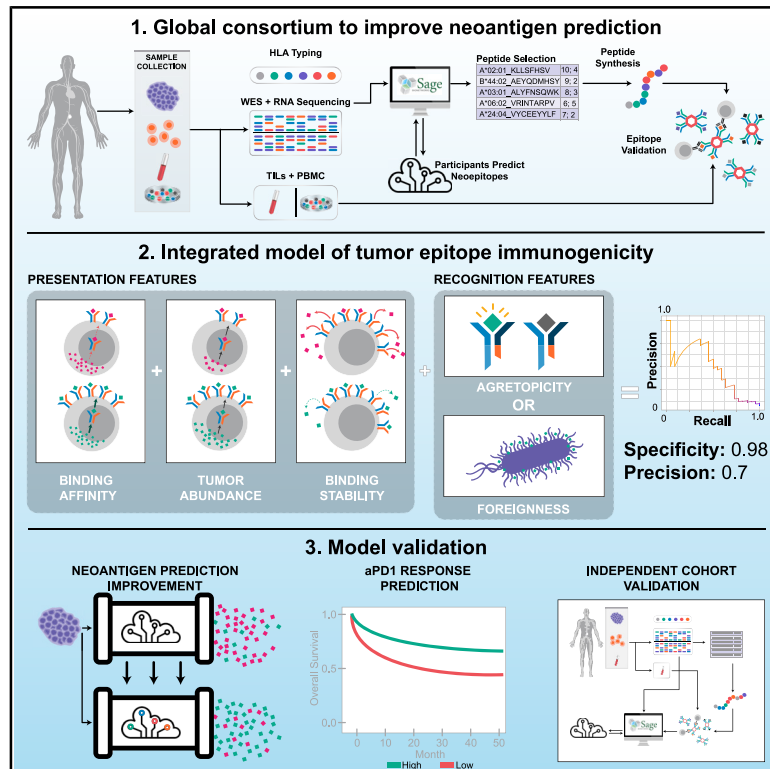 1. Global consortium to improve neoantigen prediction
SAMPLE
COLLECTION
HLA Typing
WES + RNA Sequencing
TILs + PBMC
Sage
Participants Predict
Neoepitopes
Peptide Selection
A*02:01_KLLSFHSV 10; 4
B*44:02_AEYQDMHSY 9; 2
A*03:01_ALYFNSQWK 8; 3
A*06:02_VRINTARPV 6; 5
A*24:04_VYCEEYYLF 7; 2
Peptide
Synthesis
Epitope
Validation
2. Integrated model of tumor epitope immunogenicity
PRESENTATION FEATURES
+
+
BINDING
AFFINITY
TUMOR
ABUNDANCE
BINDING
STABILITY
+
RECOGNITION FEATURES
AGRETOPICITY
OR
FOREIGNNESS
=
1.0
Precision
0
0
1.0
Recall
Specificity: 0.98
Precision: 0.7
3. Model validation
NEOANTIGEN PREDICTION
IMPROVEMENT
aPD1 RESPONSE
PREDICTION
1.0
0.5
0.0
Overall Survival
0 10 20 30 40 50
Month
High Low
INDEPENDENT COHORT
VALIDATION
Sage